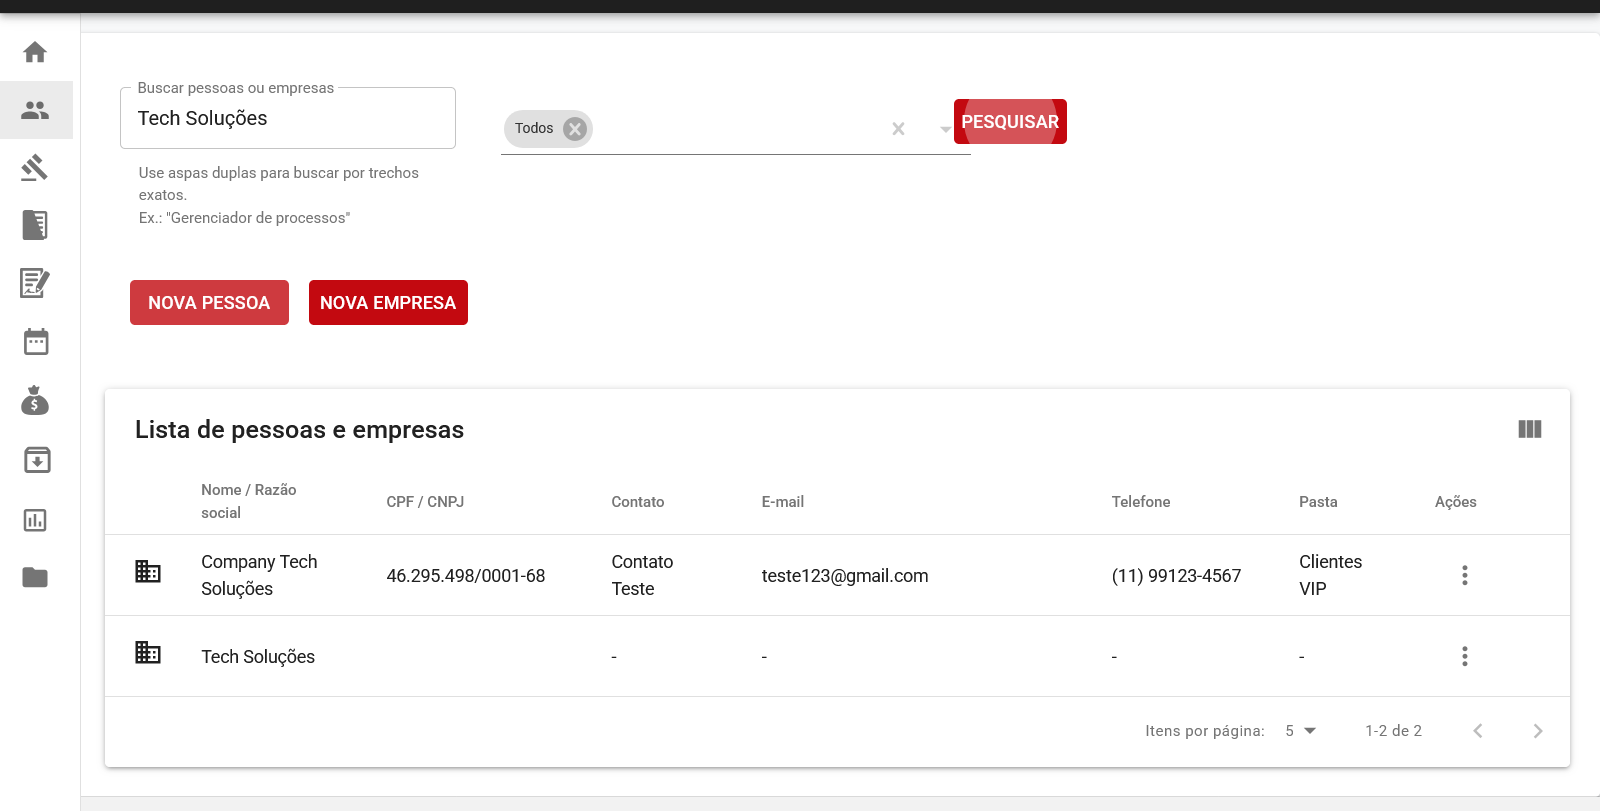 Buscar pessoas ou empresas
Tech Soluções
Use aspas duplas para buscar por trechos
exatos.
Ex.: "Gerenciador de processos"
Todos
PESQUISAR
NOVA PESSOA
NOVA EMPRESA
Lista de pessoas e empresas
Nome / Razão
social
CPF / CNPJ
Contato
E-mail
Telefone
Pasta
Ações
Company Tech
Soluções
46.295.498/0001-68
Contato
Teste
teste123@gmail.com
(11) 99123-4567
Clientes
VIP
Tech Soluções
-
-
-
-
Itens por página:
5
1-2 de 2